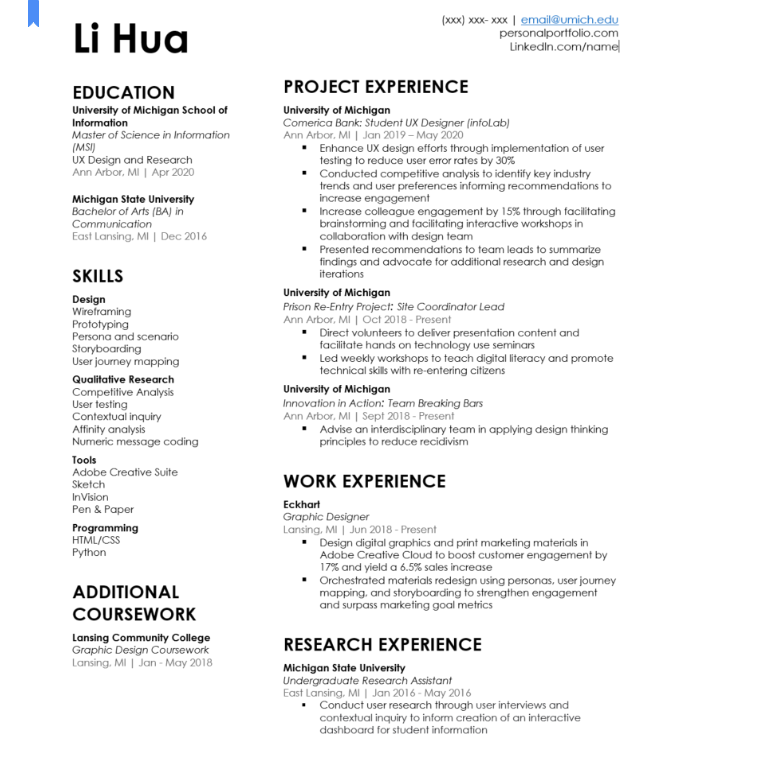 Li Hua
(xxx) xxx- xxx | email@umich.edu
personalportfolio.com
LinkedIn.com/name
EDUCATION
University of Michigan School of
Information
Master of Science in Information
(MSI)
UX Design and Research
Ann Arbor, MI | Apr 2020
Michigan State University
Bachelor of Arts (BA) in
Communication
East Lansing, MI | Dec 2016
SKILLS
Design
Wireframing
Prototyping
Persona and scenario
Storyboarding
User journey mapping
Qualitative Research
Competitive Analysis
User testing
Contextual inquiry
Affinity analysis
Numeric message coding
Tools
Adobe Creative Suite
Sketch
InVision
Pen & Paper
Programming
HTML/CSS
Python
ADDITIONAL
COURSEWORK
Lansing Community College
Graphic Design Coursework
Lansing, MI | Jan - May 2018
PROJECT EXPERIENCE
University of Michigan
Comerica Bank: Student UX Designer (infoLab)
Ann Arbor, MI | Jan 2019 – May 2020
▪ Enhance UX design efforts through implementation of user
testing to reduce user error rates by 30%
▪ Conducted competitive analysis to identify key industry
trends and user preferences informing recommendations to
increase engagement
▪ Increase colleague engagement by 15% through facilitating
brainstorming and facilitating interactive workshops in
collaboration with design team
▪ Presented recommendations to team leads to summarize
findings and advocate for additional research and design
iterations
University of Michigan
Prison Re-Entry Project: Site Coordinator Lead
Ann Arbor, MI | Oct 2018 - Present
▪ Direct volunteers to deliver presentation content and
facilitate hands on technology use seminars
▪ Led weekly workshops to teach digital literacy and promote
technical skills with re-entering citizens
University of Michigan
Innovation in Action: Team Breaking Bars
Ann Arbor, MI | Sept 2018 - Present
▪ Advise an interdisciplinary team in applying design thinking
principles to reduce recidivism
WORK EXPERIENCE
Eckhart
Graphic Designer
Lansing, MI | Jun 2018 - Present
▪ Design digital graphics and print marketing materials in
Adobe Creative Cloud to boost customer engagement by
17% and yield a 6.5% sales increase
▪ Orchestrated materials redesign using personas, user journey
mapping, and storyboarding to strengthen engagement
and surpass marketing goal metrics
RESEARCH EXPERIENCE
Michigan State University
Undergraduate Research Assistant
East Lansing, MI | Jan 2016 - May 2016
▪ Conduct user research through user interviews and
contextual inquiry to inform creation of an interactive
dashboard for student information